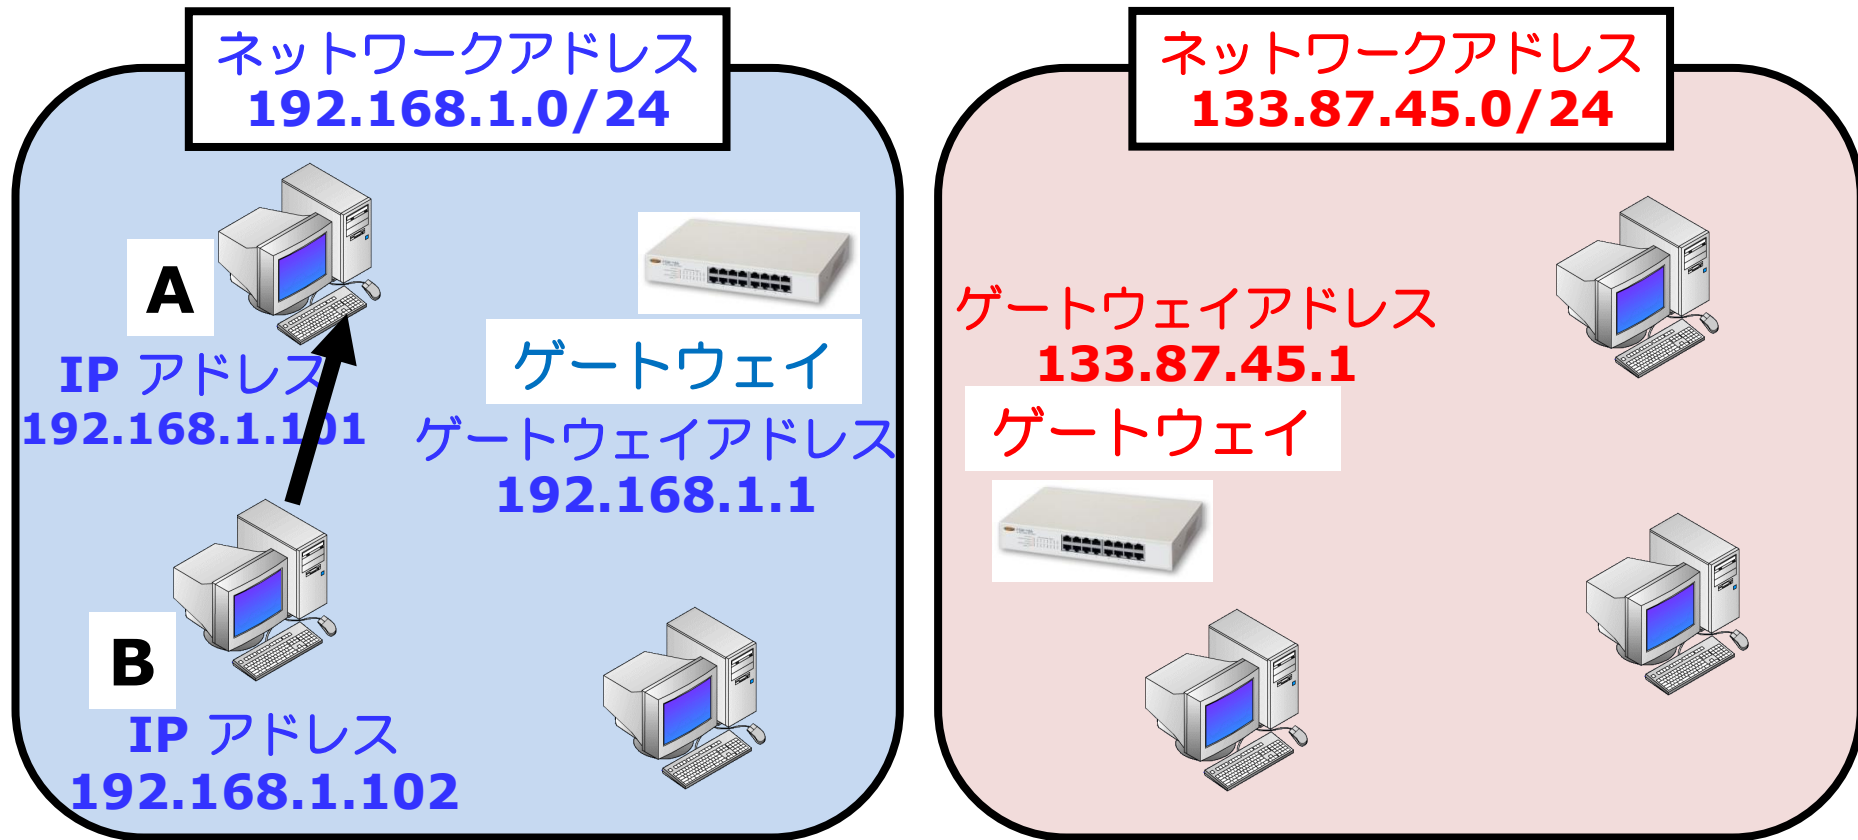 ネットワークアドレス
192.168.1.0/24
A
IP アドレス
192.168.1.101
ゲートウェイ
ゲートウェイアドレス
192.168.1.1
B
IP アドレス
192.168.1.102
ネットワークアドレス
133.87.45.0/24
ゲートウェイアドレス
133.87.45.1
ゲートウェイ